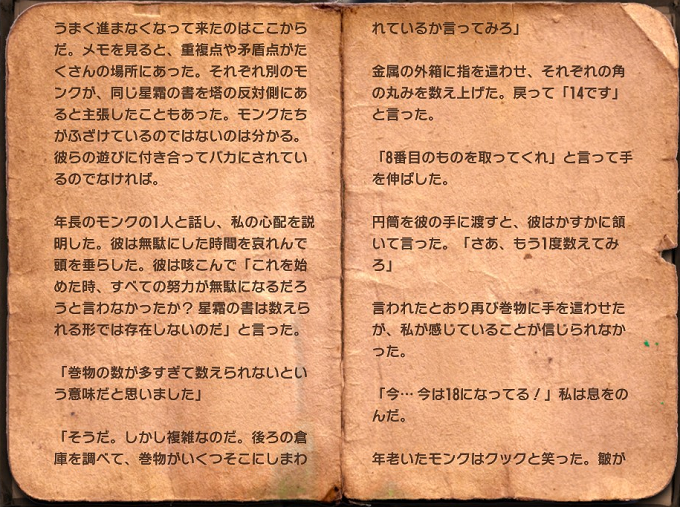 うまく進まなくなって来たのはここから
だ。メモを見ると、重複点や矛盾点がた
くさんの場所にあった。それぞれ別のモ
ンクが、同じ星霜の書を塔の反対側にあ
ると主張したこともあった。モンクたち
がふざけているのではないのは分かる。
彼らの遊びに付き合ってバカにされてい
るのでなければ。
年長のモンクの1人と話し、私の心配を説
明した。彼は無駄にした時間を哀れんで
頭を垂らした。彼は咳こんで「これを始
めた時、すべての努力が無駄になるだろ
うと言わなかったか？ 星霜の書は数えら
れる形では存在しないのだ」と言った。
「巻物の数が多すぎて数えられないとい
う意味だと思いました」
「そうだ。しかし複雑なのだ。後ろの倉
庫を調べて、巻物がいくつそこにしまわ
れているか言ってみろ」
金属の外箱に指を這わせ、それぞれの角
の丸みを数え上げた。戻って「14です」
と言った。
「8番目のものを取ってくれ」と言って手
を伸ばした。
円筒を彼の手に渡すと、彼はかすかに頷
いて言った。「さあ、もう1度数えてみ
ろ」
言われたとおり再び巻物に手を這わせた
が、私が感じていることが信じられなか
った。
「今… 今は18になってる！」私は息をの
んだ。
年老いたモンクはクックと笑った。皺が